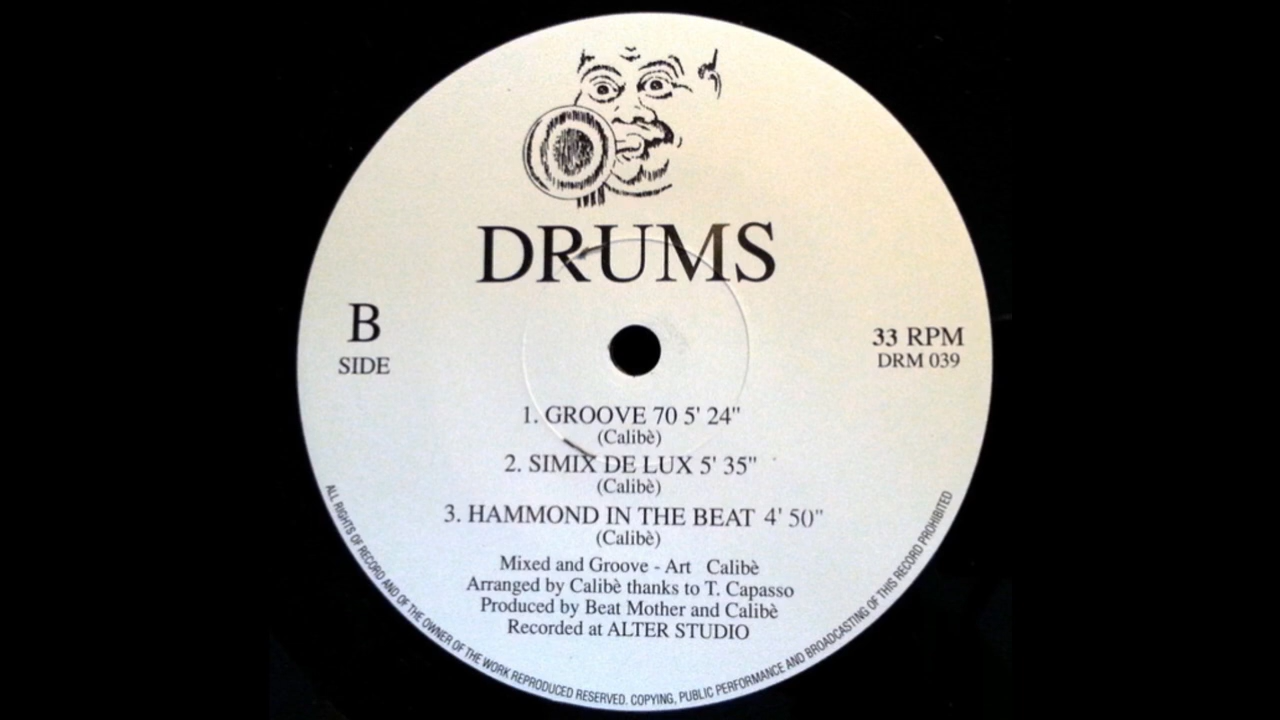 DRUMS
B
SIDE
33 RPM
DRM 039
1. GROOVE 70 5' 24"
(Calibè)
2. SIMIX DE LUX 5' 35"
(Calibè)
3. HAMMOND IN THE BEAT 4' 50"
(Calibè)
Mixed and Groove - Art Calibè
Arranged by Calibè thanks to T. Capasso
Produced by Beat Mother and Calibè
Recorded at ALTER STUDIO
ALL RIGHTS OF RECORD AND OF THE OWNER OF THE WORK REPRODUCED RESERVED. COPYING, PUBLIC PERFORMANCE AND BROADCASTING OF THIS RECORD PROHIBITED